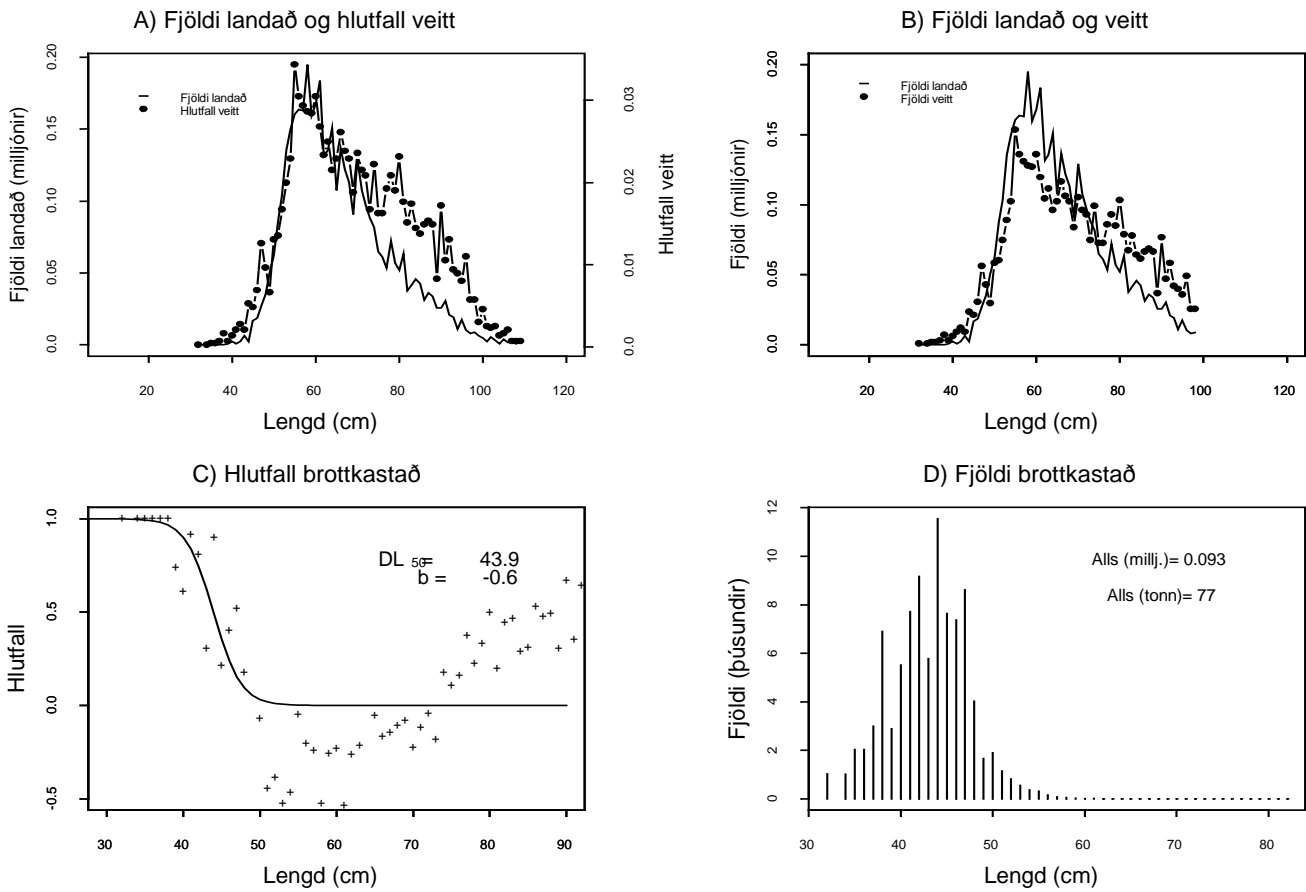 A) Fjöldi landað og hlutfall veitt
Fjöldi landað (milljónir)
0.20
0.15
0.10
0.05
0.0
Fjöldi landað
Hlutfall veitt
0.03
0.02
0.01
0.0
Hlutfall veitt
20 40 60 80 100 120
Lengd (cm)
B) Fjöldi landað og veitt
Fjöldi (milljónir)
0.20
0.15
0.10
0.05
0.0
Fjöldi landað
Fjöldi veitt
20 40 60 80 100 120
Lengd (cm)
C) Hlutfall brottkastað
Hlutfall
1.0
0.5
0.0
-0.5
DL 50= 43.9
b = -0.6
30 40 50 60 70 80 90
Lengd (cm)
D) Fjöldi brottkastað
Fjöldi (þúsundir)
12
10
8
6
4
2
0
Alls (millj.)= 0.093
Alls (tonn)= 77
30 40 50 60 70 80
Lengd (cm)